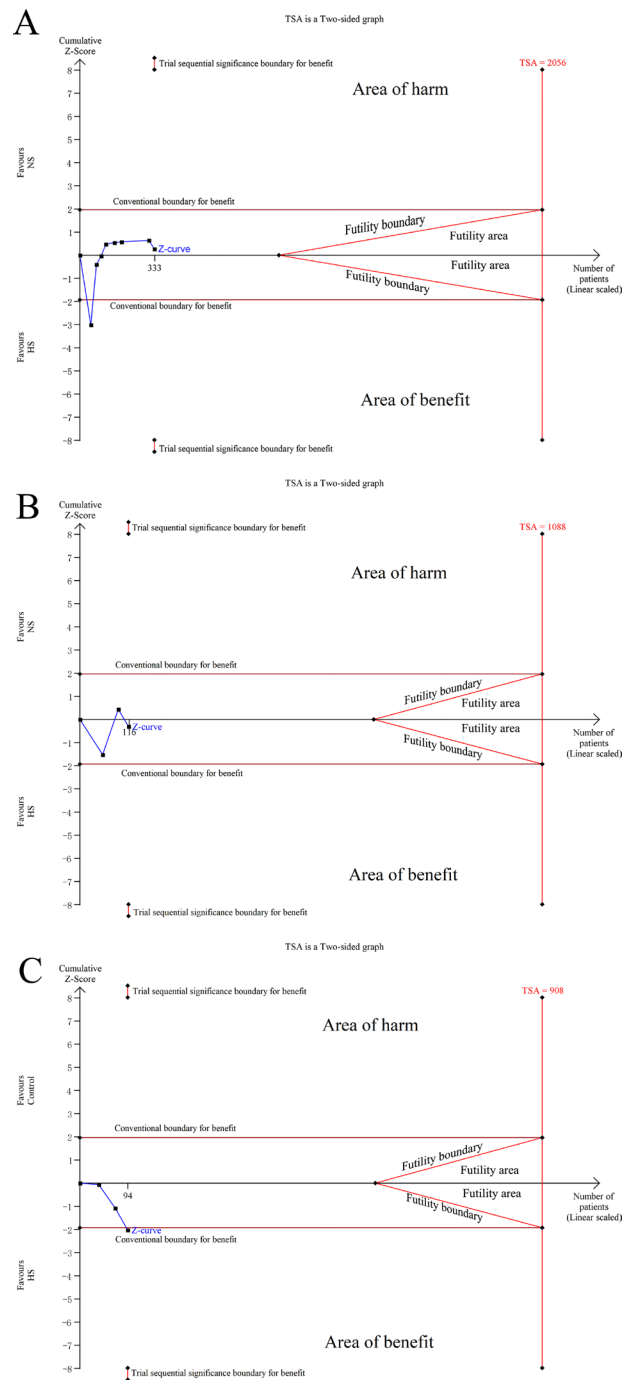 A
TSA is a Two-sided graph
Cumulative
Z-Score
Trial sequential significance boundary for benefit
TSA = 2056
8
Area of harm
7
6
5
Favours
NS
4
3
Conventional boundary for benefit
2
Futility boundary
1
Futility area
Z-curve
333
Futility area
Number of
patients
(Linear scaled)
-1
Futility boundary
-2
Conventional boundary for benefit
-3
Favours
HS
-4
-5
-6
Area of benefit
-7
-8
Trial sequential significance boundary for benefit
B
TSA is a Two-sided graph
Cumulative
Z-Score
Trial sequential significance boundary for benefit
TSA = 1088
8
7
Area of harm
6
5
Favours
NS
4
3
Conventional boundary for benefit
2
Futility boundary
1
Futility area
Z-curve
116
Futility area
Number of
patients
(Linear scaled)
-1
Futility boundary
-2
Conventional boundary for benefit
-3
Favours
HS
-4
-5
-6
-7
Area of benefit
-8
Trial sequential significance boundary for benefit
C
TSA is a Two-sided graph
Cumulative
Z-Score
Trial sequential significance boundary for benefit
TSA = 908
8
7
Area of harm
6
5
Favours
Control
4
3
Conventional boundary for benefit
2
Futility boundary
1
Futility area
94
Futility area
Number of
patients
(Linear scaled)
-1
Futility boundary
-2
Z-curve
Conventional boundary for benefit
-3
Favours
HS
-4
-5
-6
-7
Area of benefit
-8
Trial sequential significance boundary for benefit